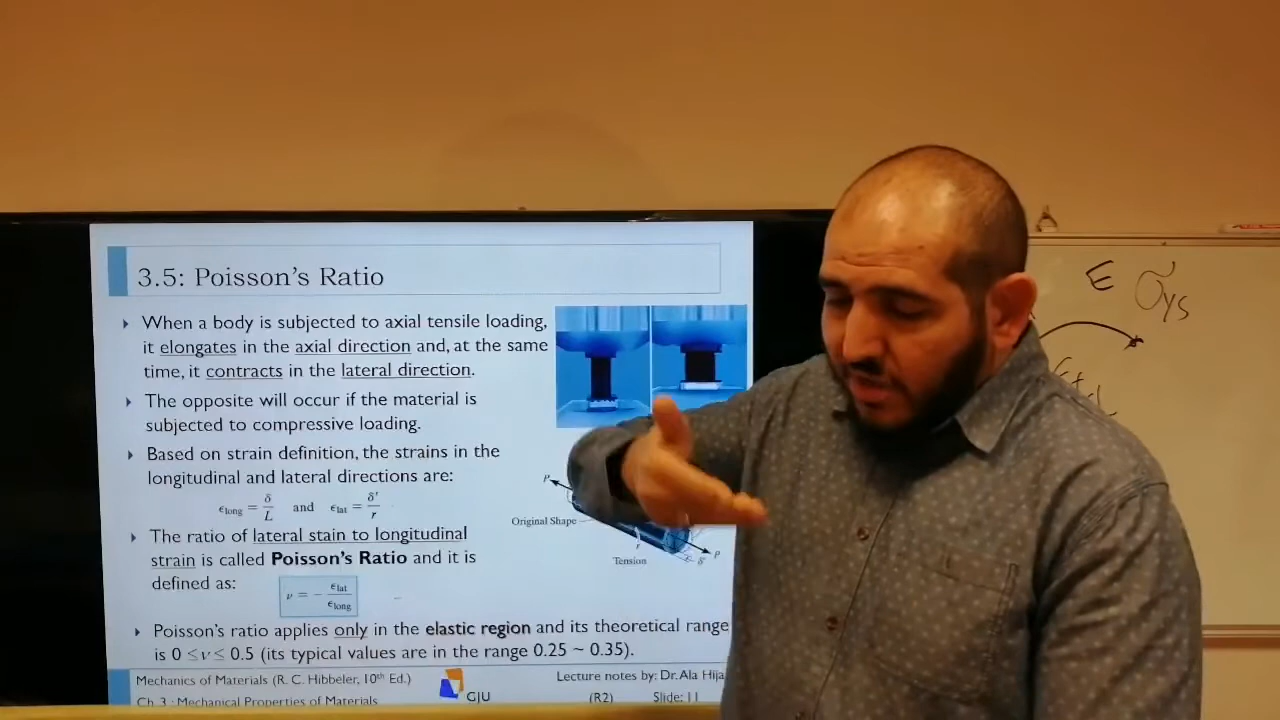 3.5: Poisson's Ratio
When a body is subjected to axial tensile loading,
it elongates in the axial direction and, at the same
time, it contracts in the lateral direction.
The opposite will occur if the material is
subjected to compressive loading.
Based on strain definition, the strains in the
longitudinal and lateral directions are:
ϵlong = δ/L and ϵlat = δ'/r
The ratio of lateral stain to longitudinal
strain is called Poisson's Ratio and it is
defined as:
ν = − ϵlat/ϵlong
Poisson's ratio applies only in the elastic region and its theoretical range
is 0 ≤ν≤ 0.5 (its typical values are in the range 0.25 ~ 0.35).
P
Original Shape
r
Tension
δ'
P
Mechanics of Materials (R. C. Hibbeler, 10th Ed.)
Ch. 3: Mechanical Properties of Materials
GJU
Lecture notes by: Dr. Ala Hija
(R2) Slide: 11
E σys